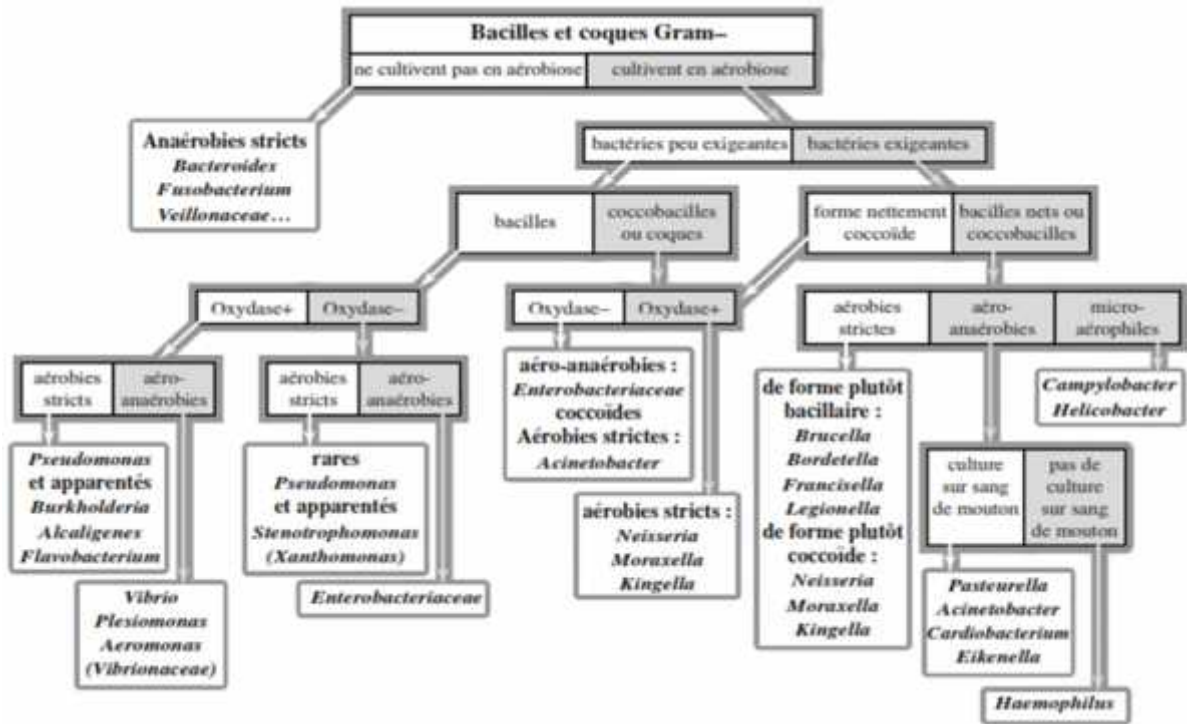 Bacilles et coques Gram–
ne cultivent pas en aérobiose
cultivent en aérobiose
Anaérobies stricts
Bacteroides
Fusobacterium
Veillonaceae…
bactéries peu exigeantes
bactéries exigeantes
bacilles
coccobacilles
ou coques
forme nettement
coccoïde
bacilles nets ou
coccobacilles
Oxydase+
Oxydase–
Oxydase–
Oxydase+
aérobies
strictes
aéro-
anaérobies
micro-
aérophiles
aérobies
stricts
aéro-
anaérobies
aérobies
stricts
aéro-
anaérobies
aéro-anaérobies :
Enterobacteriaceae
coccoïdes
Aérobies strictes :
Acinetobacter
de forme plutôt
bacillaire :
Brucella
Bordetella
Francisella
Legionella
de forme plutôt
coccoïde :
Neisseria
Moraxella
Kingella
Campylobacter
Helicobacter
Pseudomonas
et apparentés
Burkholderia
Alcaligenes
Flavobacterium
rares
Pseudomonas
et apparentés
Stenotrophomonas
(Xanthomonas)
aérobies stricts :
Neisseria
Moraxella
Kingella
culture
sur sang
de mouton
pas de
culture
sur sang
de mouton
Vibrio
Plesiomonas
Aeromonas
(Vibrionaceae)
Enterobacteriaceae
Pasteurella
Acinetobacter
Cardiobacterium
Eikenella
Haemophilus